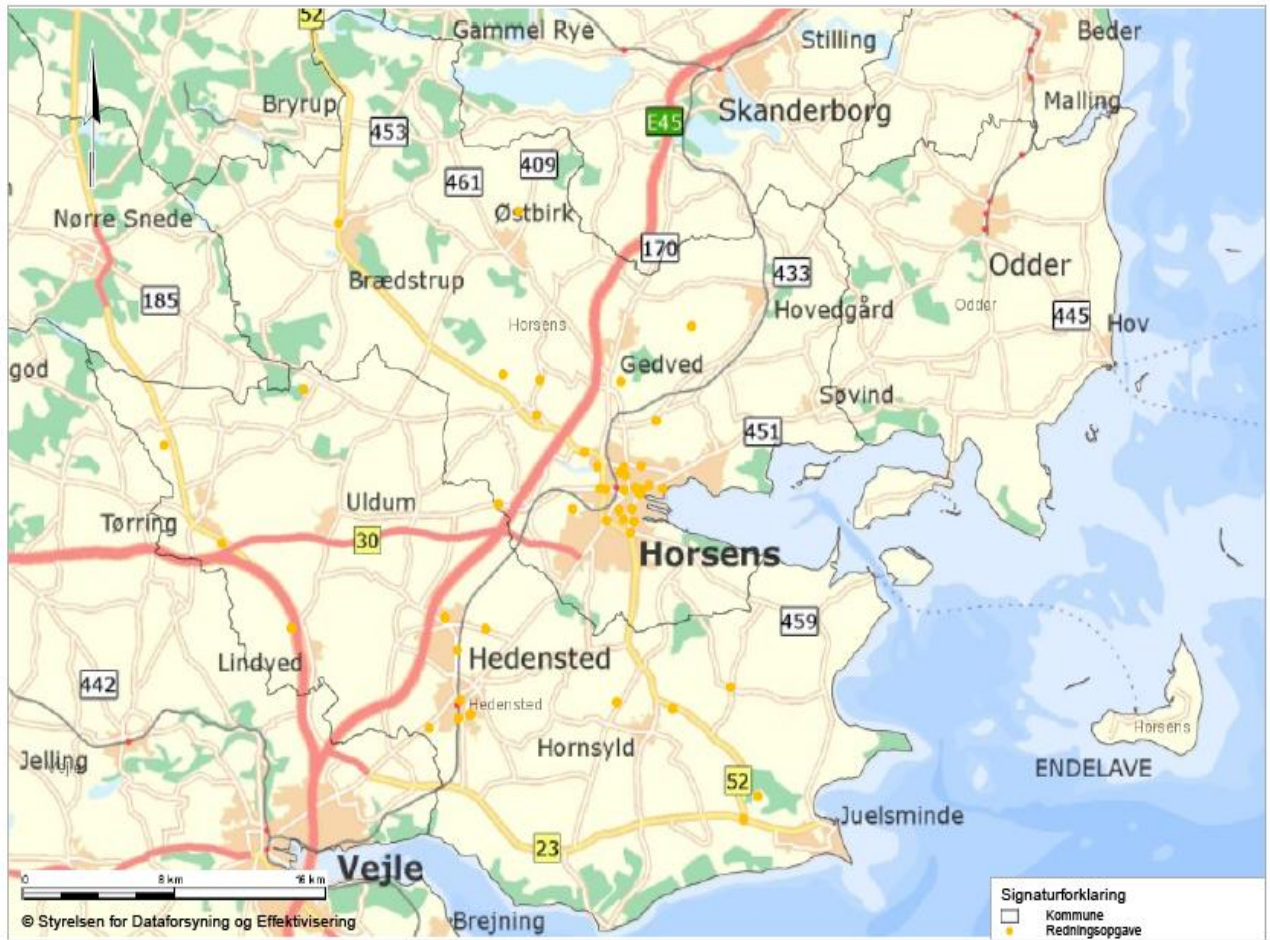 52
Gammel Rye
Stilling
Beder
Bryrup
E45
Skanderborg
Malling
453
409
461
Østbirk
Nørre Snede
170
Odder
433
Brædstrup
185
Hovedgård
Odder
445
Hov
Horsens
god
Gedved
Søvind
451
Uldum
Tørring
30
Horsens
459
Lindved
Hedensted
442
Hedensted
Hornsyld
Horsens
Jelling
Vejle
ENDELAVE
52
Juelsminde
23
Vejle
0 8 km 16 km
© Styrelsen for Dataforsyning og Effektivisering
Brejning
Signaturforklaring
Kommune
Redningsopgave